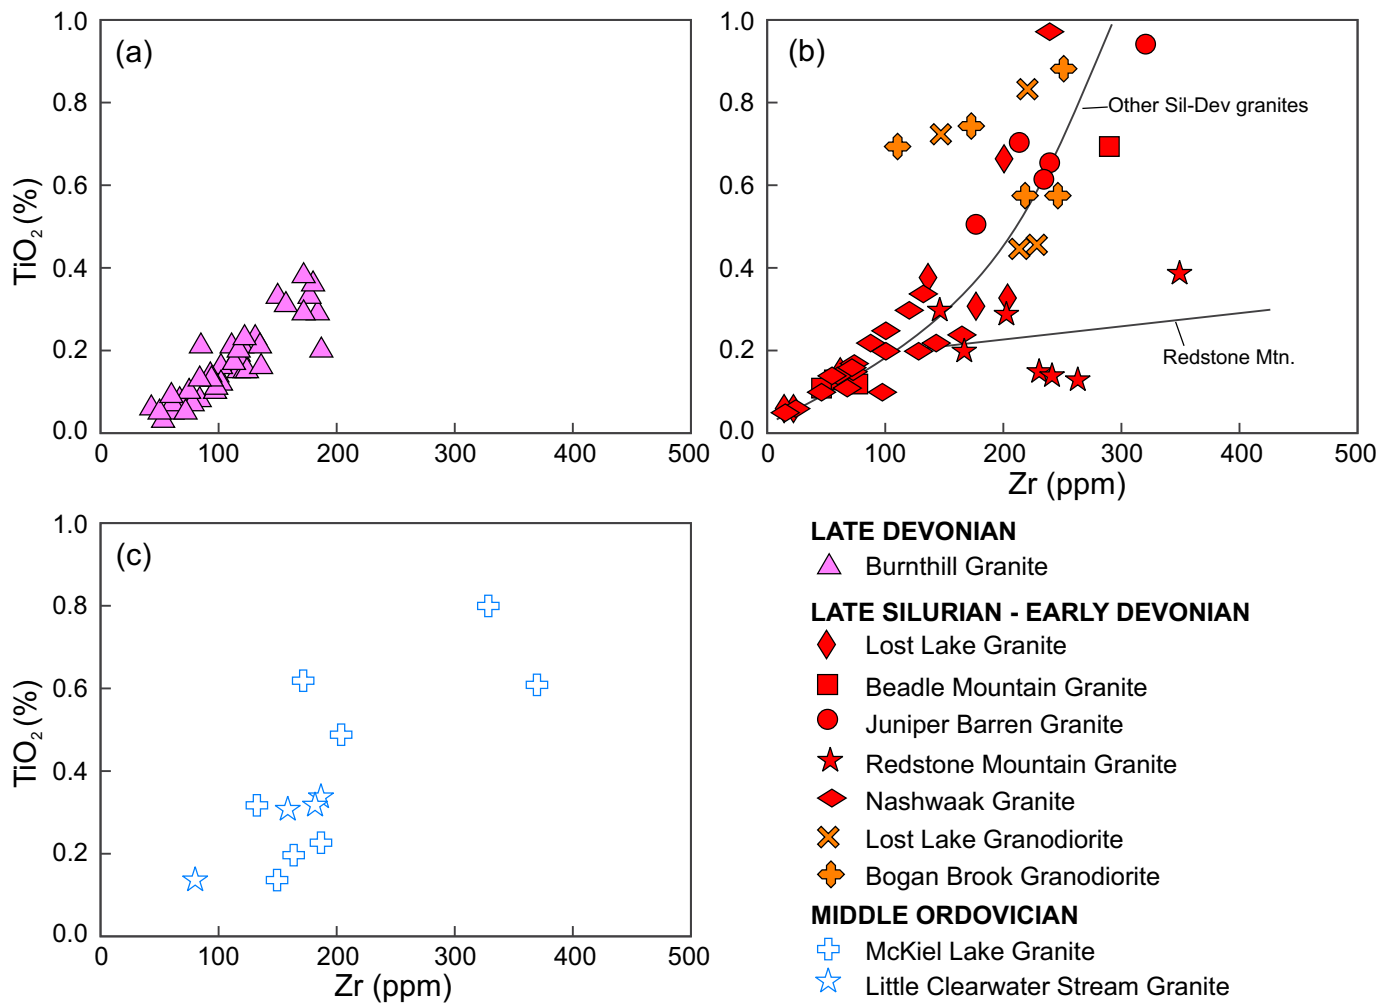 (a)
1.0
0.8
0.6
0.4
0.2
0.0
TiO2 (%)
0 100 200 300 400 500
(b)
1.0
0.8
0.6
0.4
0.2
0.0
Other Sil-Dev granites
Redstone Mtn.
0 100 200 300 400 500
Zr (ppm)
(c)
1.0
0.8
0.6
0.4
0.2
0.0
TiO2 (%)
0 100 200 300 400 500
Zr (ppm)
LATE DEVONIAN
Burnthill Granite
LATE SILURIAN - EARLY DEVONIAN
Lost Lake Granite
Beadle Mountain Granite
Juniper Barren Granite
Redstone Mountain Granite
Nashwaak Granite
Lost Lake Granodiorite
Bogan Brook Granodiorite
MIDDLE ORDOVICIAN
McKiel Lake Granite
Little Clearwater Stream Granite